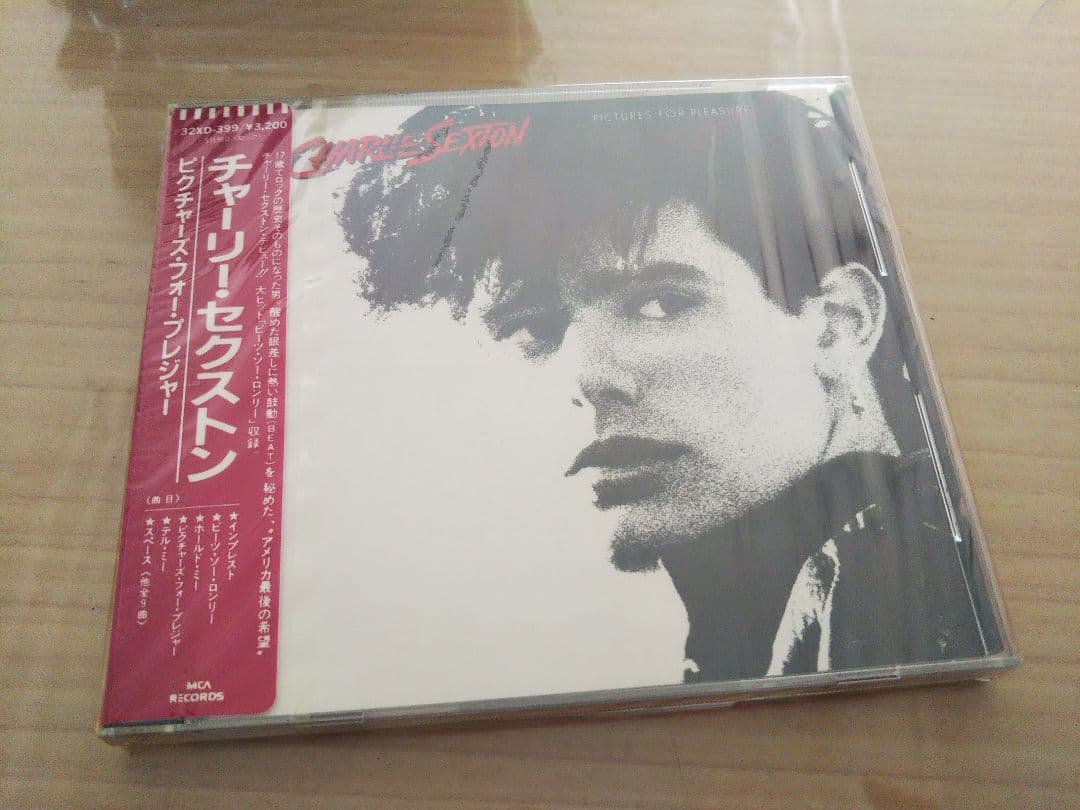 32XD-399/¥3,200
チャーリー・セクストン
ピクチャーズ・フォー・プレジャー
17歳でロックの歴史そのものになった男。醒めた眼差しに熱い鼓動(BEAT)を秘めた、“アメリカ最後の希望”
チャーリー・セクストン・デビュー!! 大ヒット「ビーツ・ソー・ロンリー」収録。
〈曲目〉
★インプレスト
★ビーツ・ソー・ロンリー
★ホールド・ミー
★ピクチャーズ・フォー・プレジャー
★テル・ミー
★スペース〈他全9曲〉
MCA
RECORDS
CHARLIE SEXTON
PICTURES FOR PLEASURE